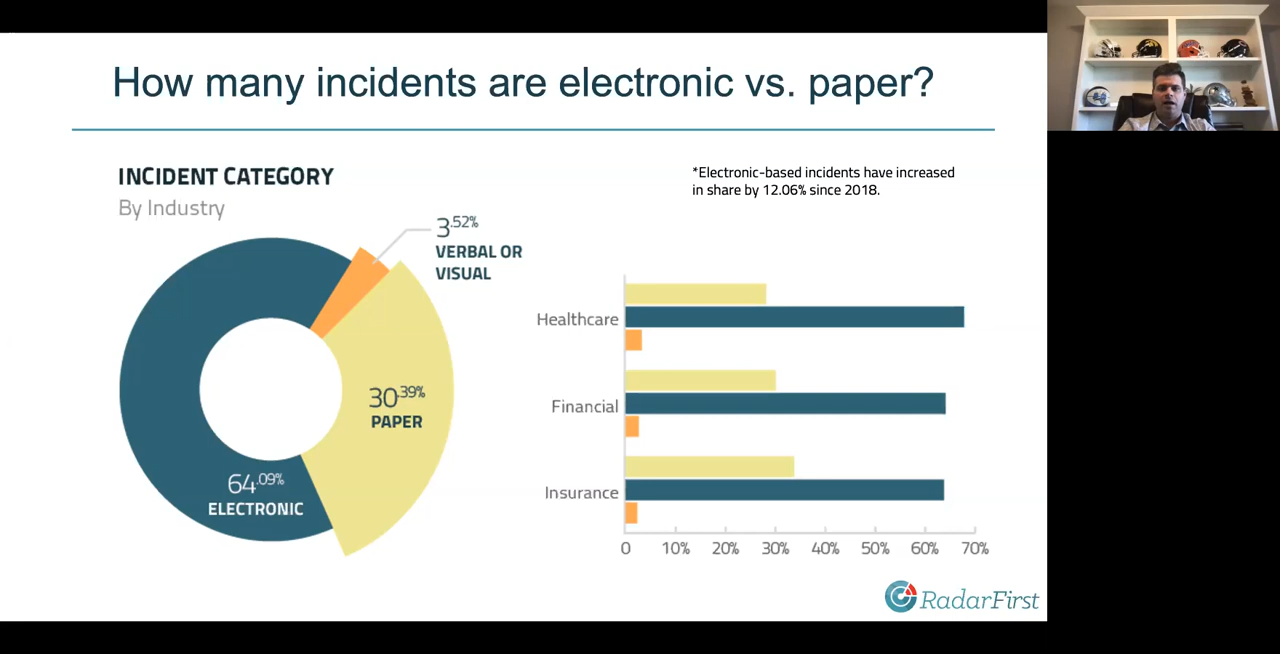 How many incidents are electronic vs. paper?
INCIDENT CATEGORY
By Industry
*Electronic-based incidents have increased
in share by 12.06% since 2018.
3.52%
VERBAL OR
VISUAL
30.39%
PAPER
64.09%
ELECTRONIC
Healthcare
Financial
Insurance
0 10% 20% 30% 40% 50% 60% 70%
RadarFirst